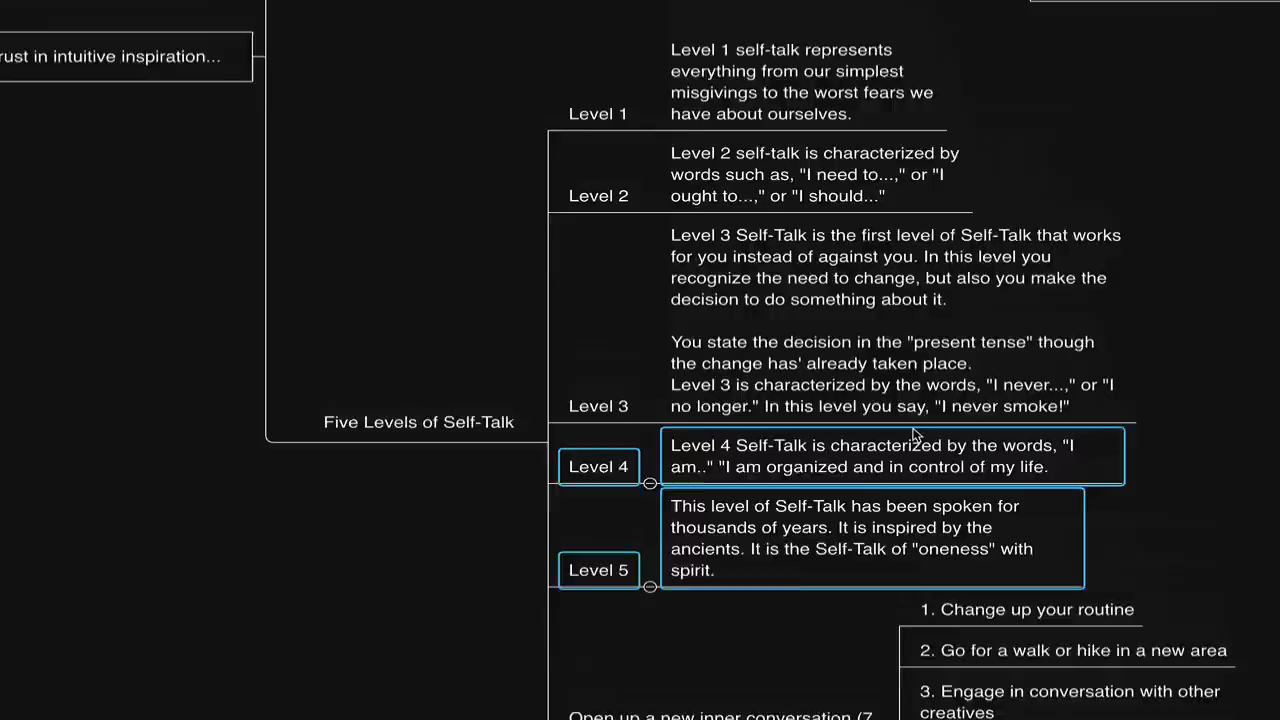 rust in intuitive inspiration...
Level 1 self-talk represents
everything from our simplest
misgivings to the worst fears we
have about ourselves.
Level 1
Level 2 self-talk is characterized by
words such as, "I need to...," or "I
ought to...," or "I should..."
Level 2
Level 3 Self-Talk is the first level of Self-Talk that works
for you instead of against you. In this level you
recognize the need to change, but also you make the
decision to do something about it.
You state the decision in the "present tense" though
the change has' already taken place.
Level 3 is characterized by the words, "I never...," or "I
no longer." In this level you say, "I never smoke!"
Level 3
Five Levels of Self-Talk
Level 4 Self-Talk is characterized by the words, "I
am.." "I am organized and in control of my life.
Level 4
This level of Self-Talk has been spoken for
thousands of years. It is inspired by the
ancients. It is the Self-Talk of "oneness" with
spirit.
Level 5
1. Change up your routine
2. Go for a walk or hike in a new area
3. Engage in conversation with other
creatives
Open up a new inner conversation (7